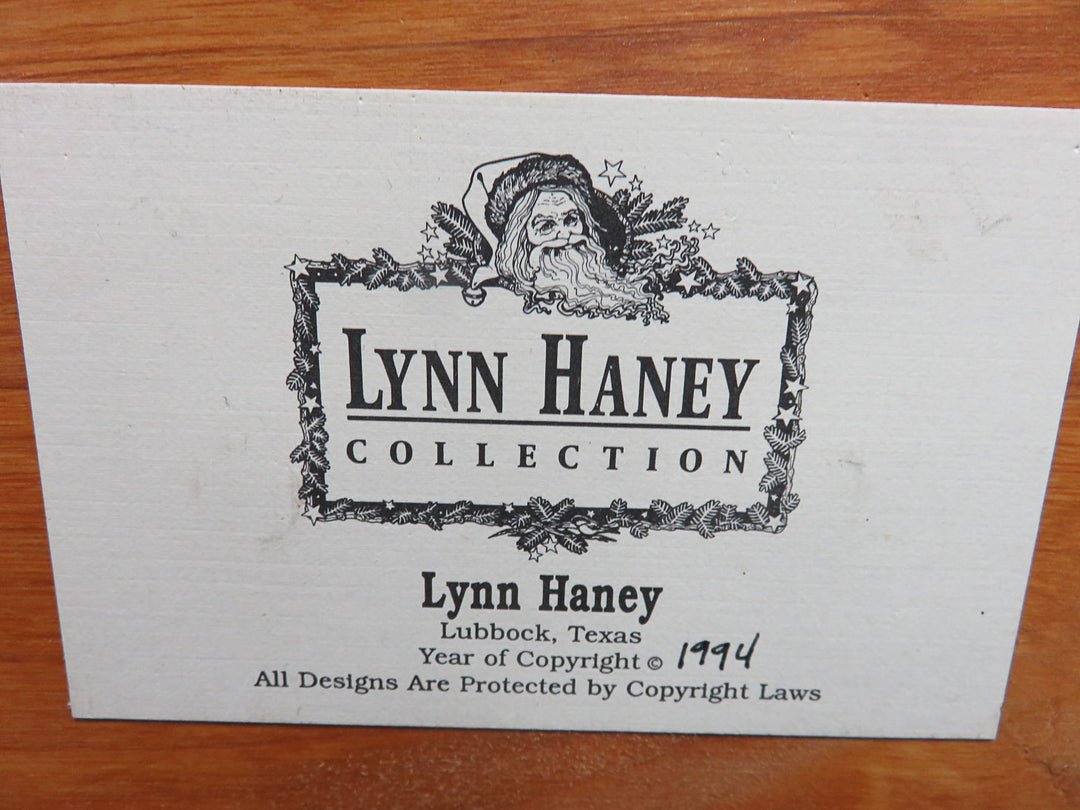 LYNN HANEY
COLLECTION
Lynn Haney
Lubbock, Texas
Year of Copyright © 1994
All Designs Are Protected by Copyright Laws